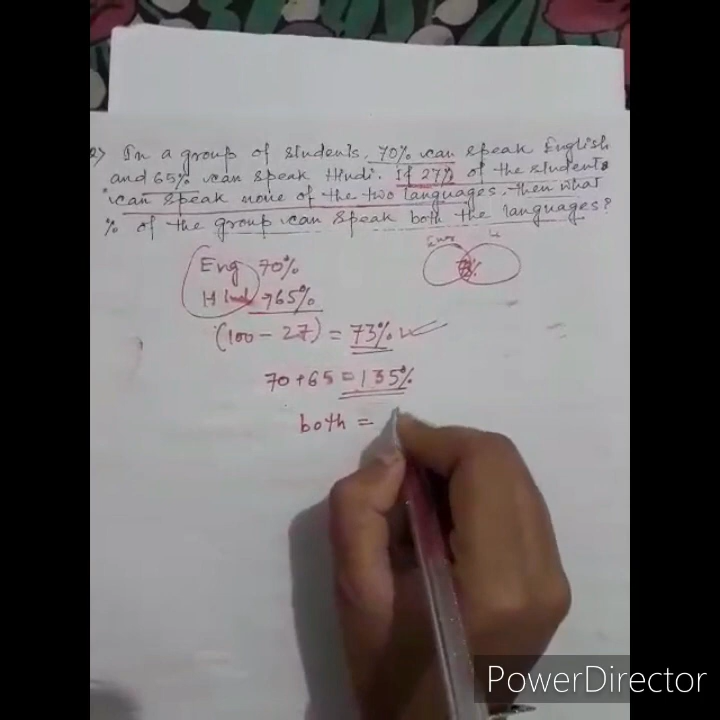 2) In a group of students, 70% can speak English
and 65% can speak Hindi. If 27% of the students
can speak none of the two languages, then what
% of the group can speak both the languages?
Eng 70%
Hindi → 65%
(100 - 27) = 73%
70 + 65 = 135%
both =
PowerDirector